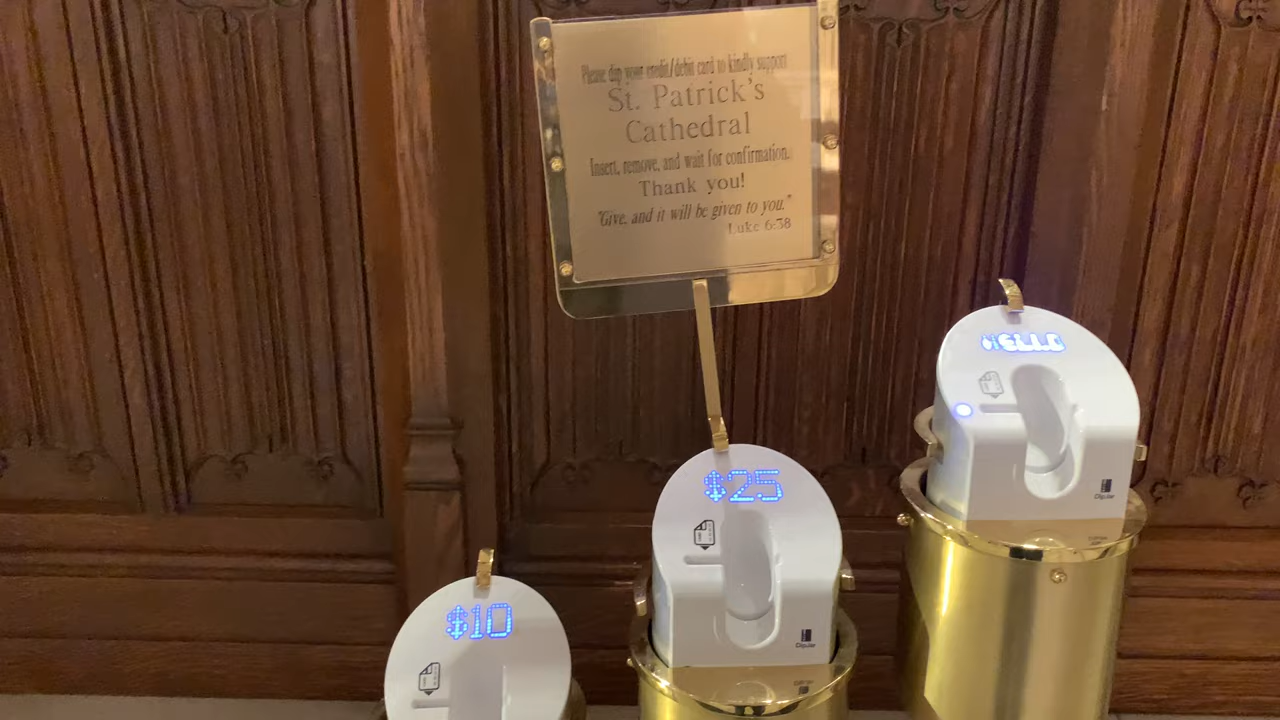 Please dip your credit/debit card to kindly support
St. Patrick's
Cathedral
Insert, remove, and wait for confirmation.
Thank you!
"Give, and it will be given to you."
Luke 6:38
HELLO
$25
$10
DipJar
DipJar